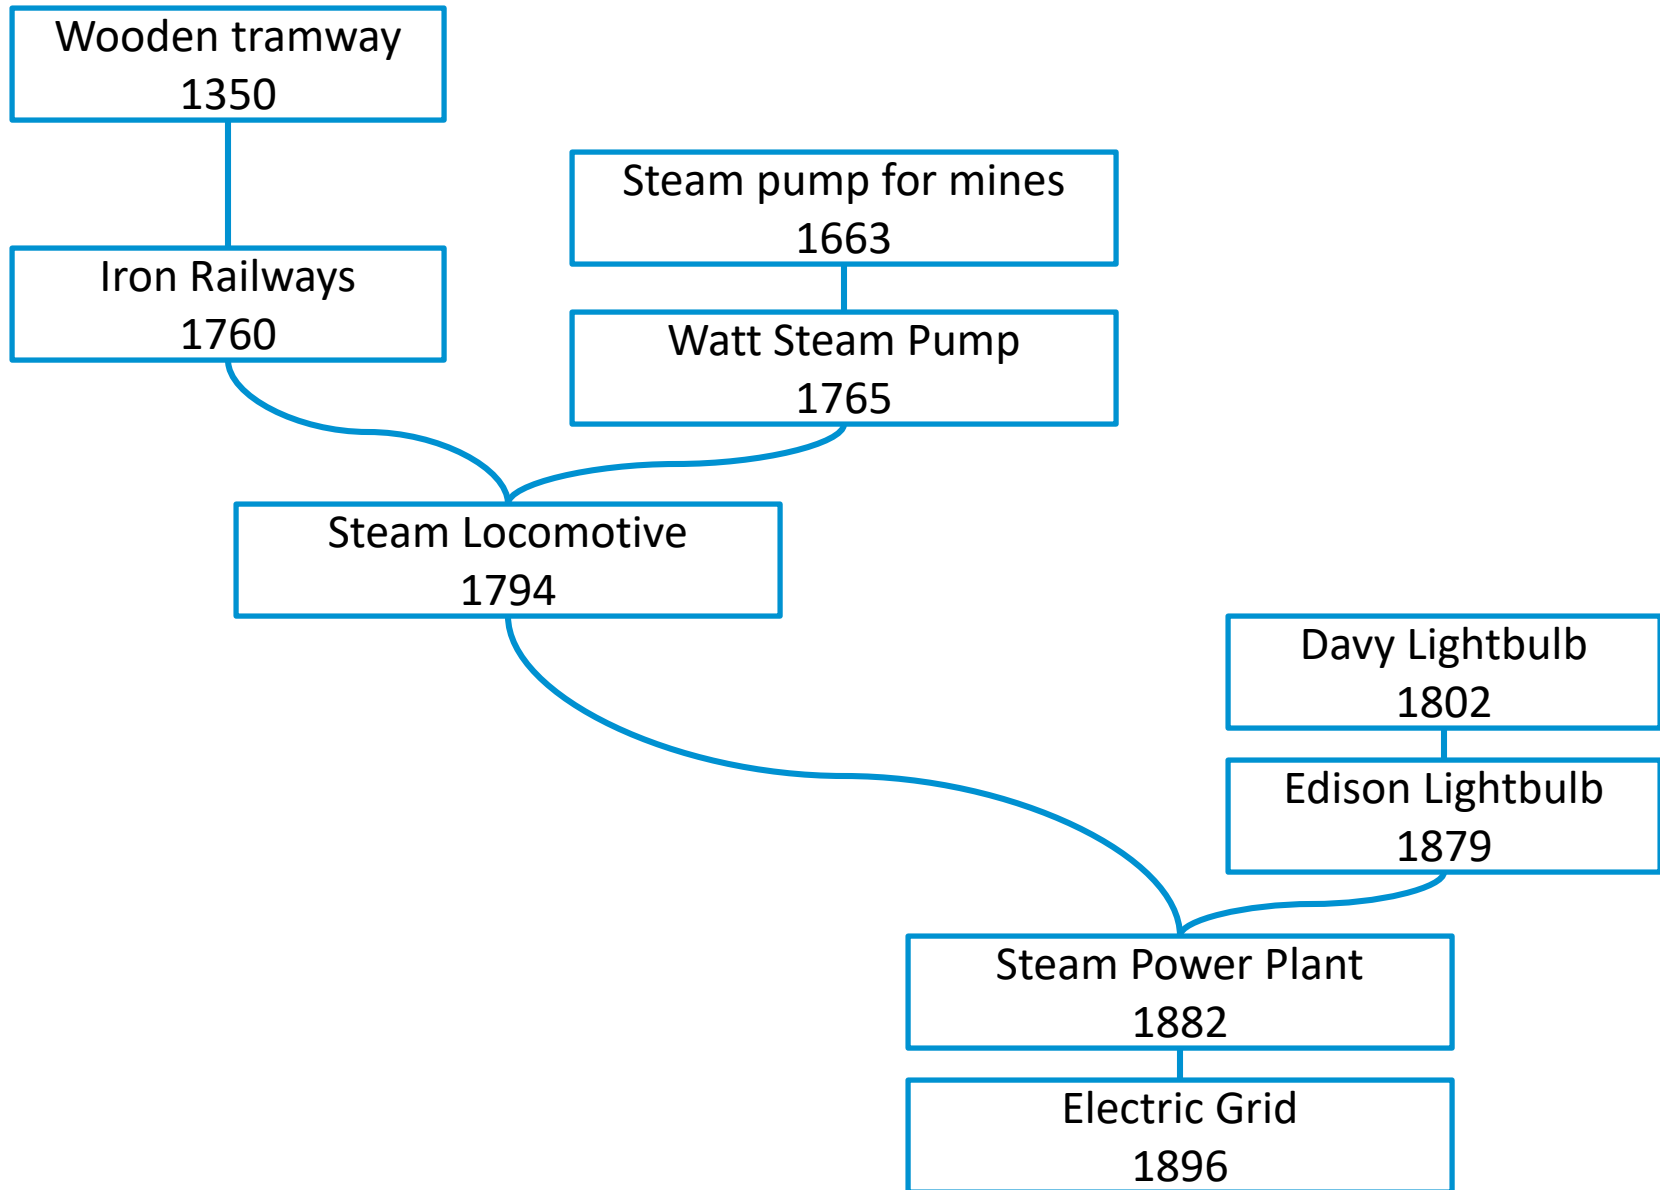 Wooden tramway
1350
Steam pump for mines
1663
Iron Railways
1760
Watt Steam Pump
1765
Steam Locomotive
1794
Davy Lightbulb
1802
Edison Lightbulb
1879
Steam Power Plant
1882
Electric Grid
1896